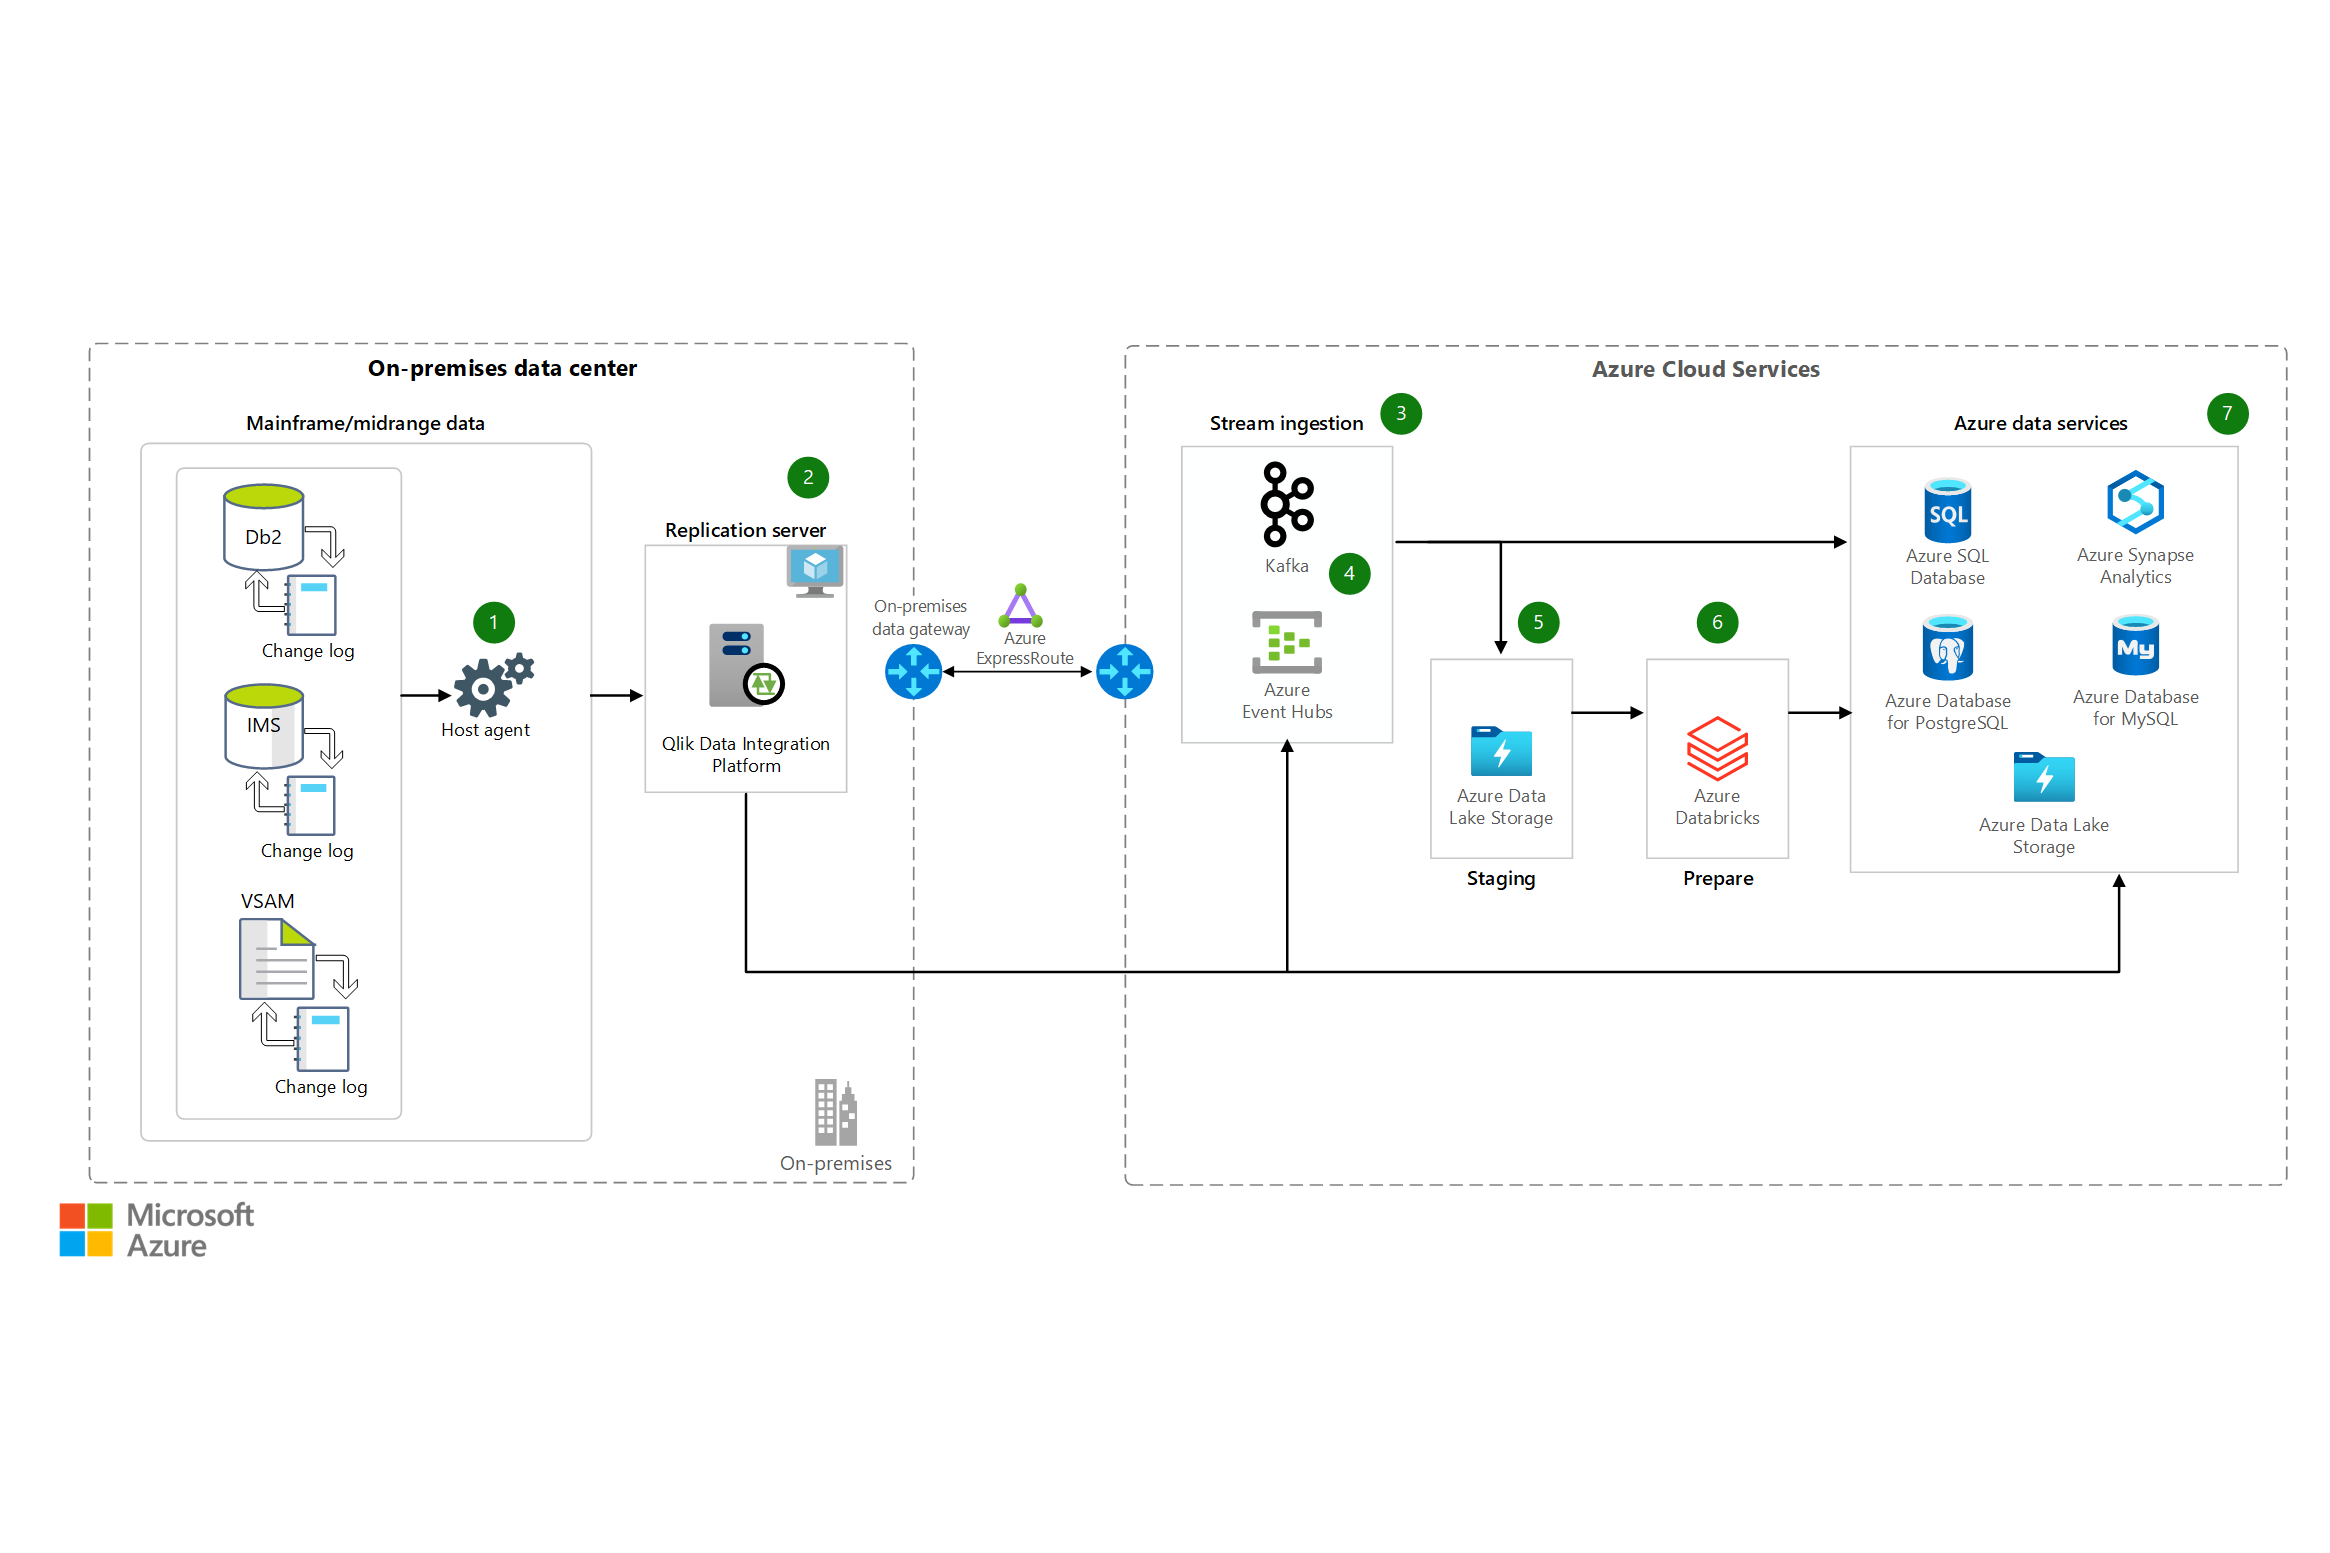 On-premises data center
Mainframe/midrange data
Db2
Change log
IMS
Change log
VSAM
Change log
1
Host agent
2
Replication server
Qlik Data Integration
Platform
On-premises
On-premises
data gateway
Azure
ExpressRoute
Azure Cloud Services
Stream ingestion
3
Kafka
4
Azure
Event Hubs
5
Azure Data
Lake Storage
Staging
6
Azure
Databricks
Prepare
Azure data services
7
SQL
Azure SQL
Database
Azure Synapse
Analytics
Azure Database
for PostgreSQL
My
Azure Database
for MySQL
Azure Data Lake
Storage
Microsoft
Azure